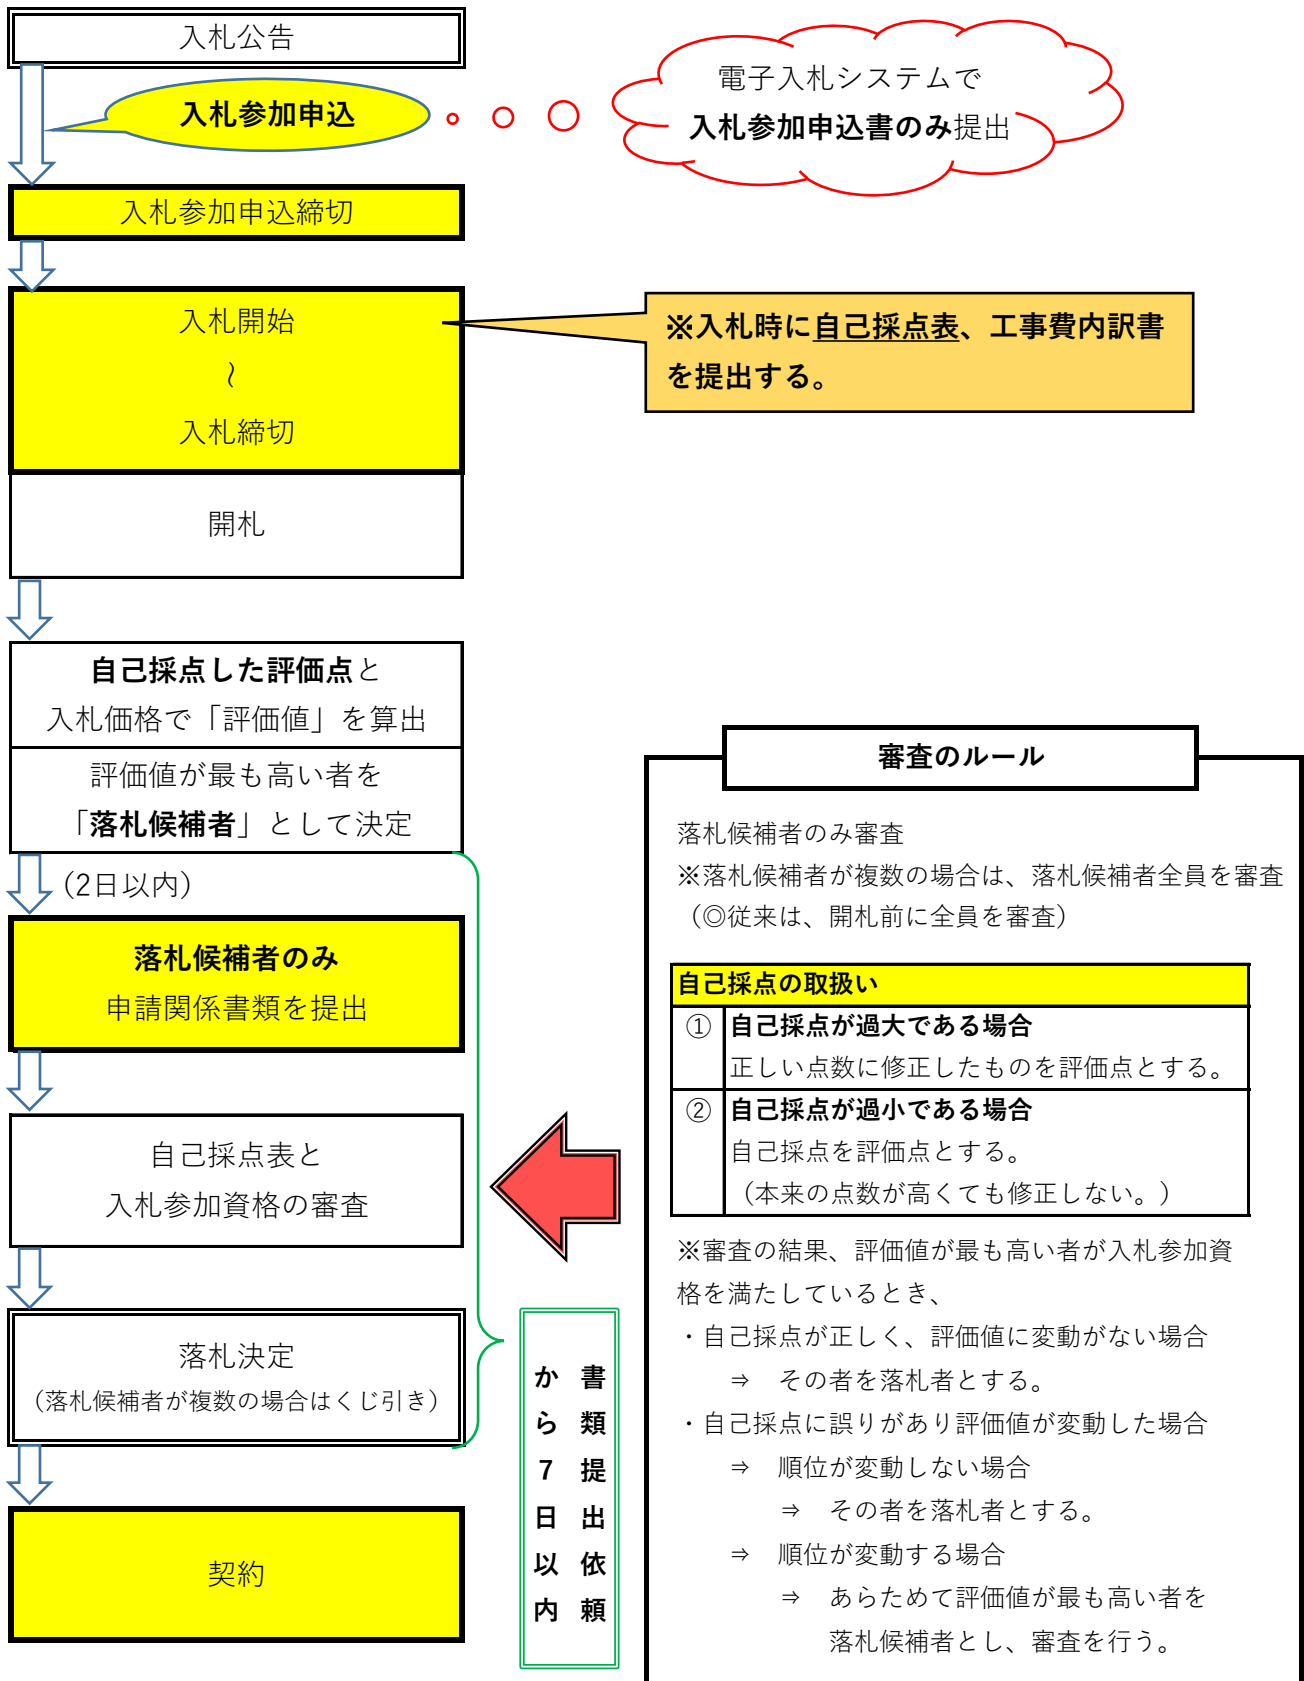 入札公告
入札参加申込
電子入札システムで
入札参加申込書のみ提出
入札参加申込締切
入札開始
～
入札締切
※入札時に自己採点表、工事費内訳書
を提出する。
開札
自己採点した評価点と
入札価格で「評価値」を算出
評価値が最も高い者を
「落札候補者」として決定
（2日以内）
落札候補者のみ
申請関係書類を提出
自己採点表と
入札参加資格の審査
落札決定
（落札候補者が複数の場合はくじ引き）
契約
書類提出依頼
から7日以内
審査のルール
落札候補者のみ審査
※落札候補者が複数の場合は、落札候補者全員を審査
（◎従来は、開札前に全員を審査）
自己採点の取扱い
① 自己採点が過大である場合
正しい点数に修正したものを評価点とする。
② 自己採点が過小である場合
自己採点を評価点とする。
（本来の点数が高くても修正しない。）
※審査の結果、評価値が最も高い者が入札参加資
格を満たしているとき、
・自己採点が正しく、評価値に変動がない場合
⇒ その者を落札者とする。
・自己採点に誤りがあり評価値が変動した場合
⇒ 順位が変動しない場合
⇒ その者を落札者とする。
⇒ 順位が変動する場合
⇒ あらためて評価値が最も高い者を
落札候補者とし、審査を行う。